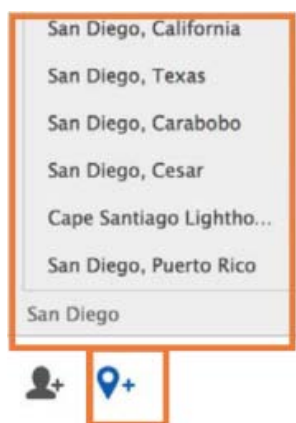 San Diego, California
San Diego, Texas
San Diego, Carabobo
San Diego, Cesar
Cape Santiago Lightho...
San Diego, Puerto Rico
San Diego